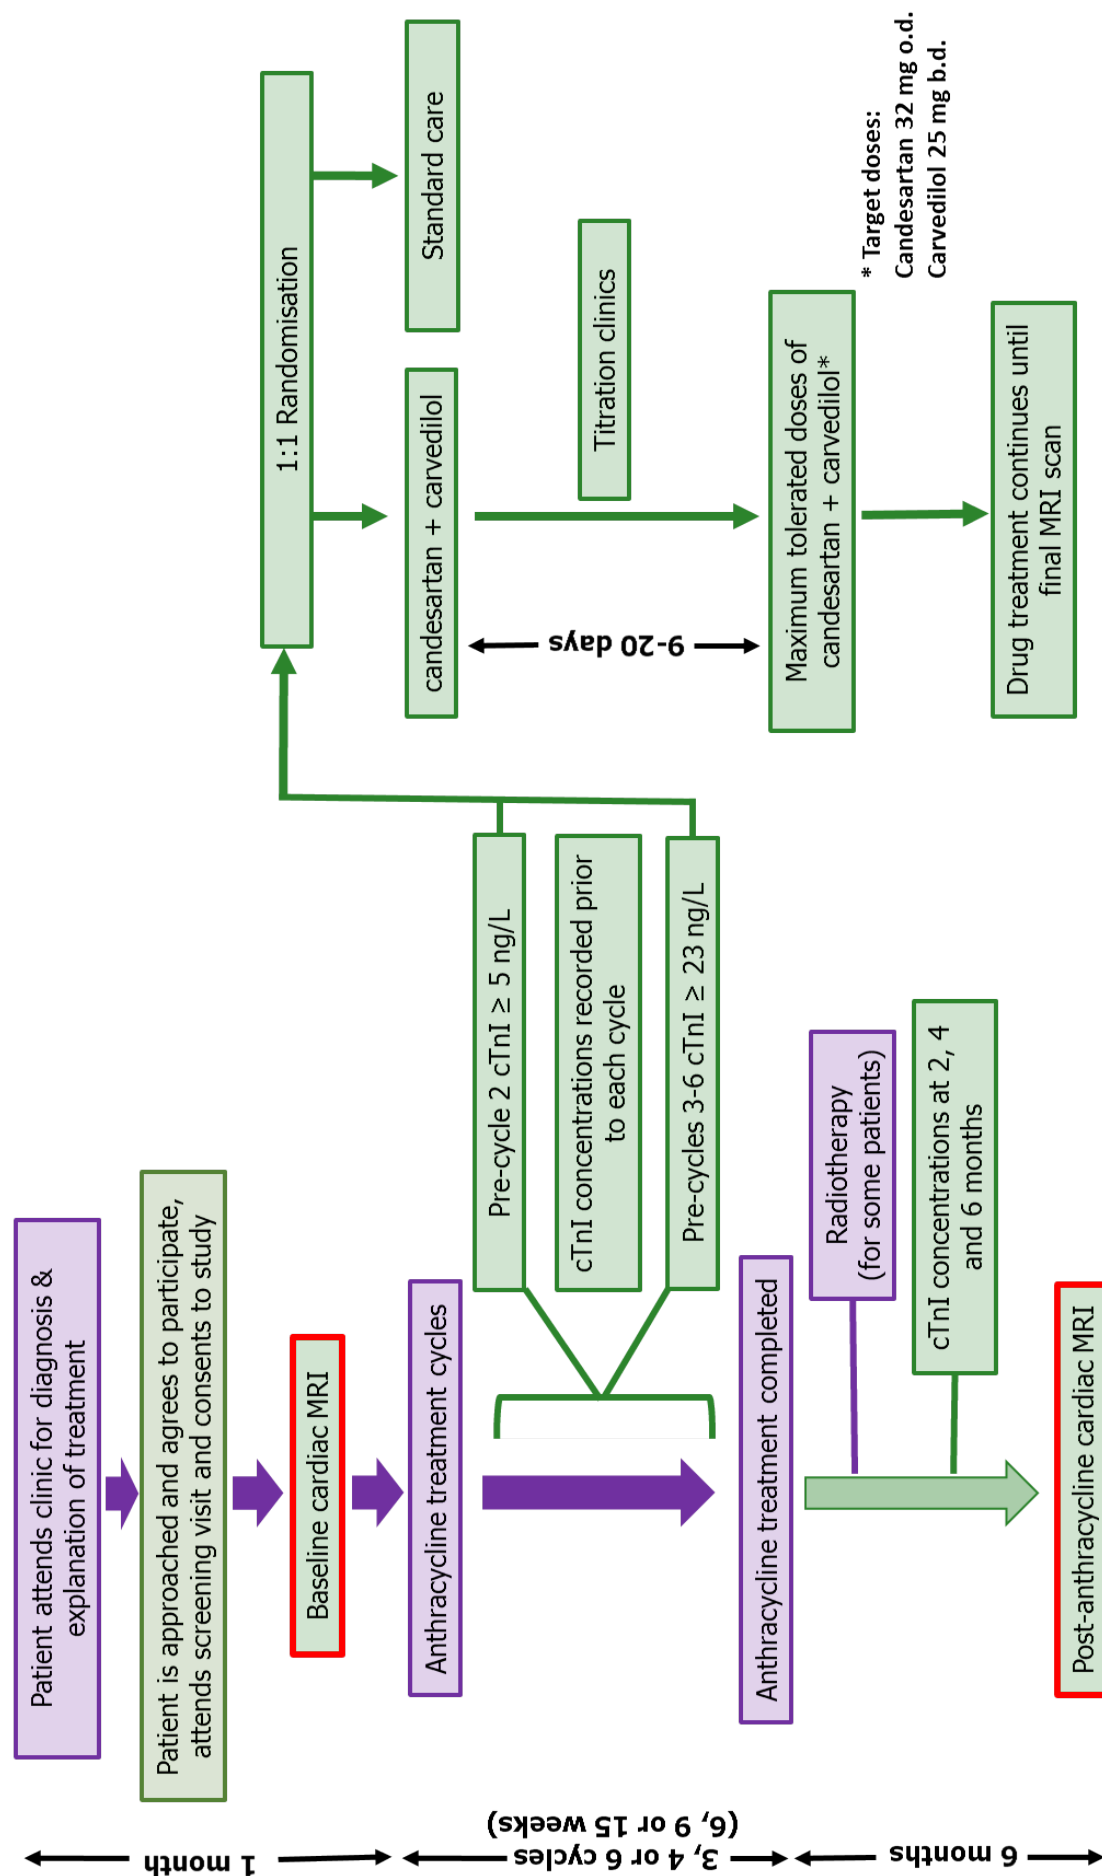 Patient attends clinic for diagnosis &
explanation of treatment
Patient is approached and agrees to participate,
attends screening visit and consents to study
Baseline cardiac MRI
Anthracycline treatment cycles
Pre-cycle 2 cTnI ≥ 5 ng/L
cTnI concentrations recorded prior
to each cycle
Pre-cycles 3-6 cTnI ≥ 23 ng/L
Anthracycline treatment completed
Radiotherapy
(for some patients)
cTnI concentrations at 2, 4
and 6 months
Post-anthracycline cardiac MRI
1 month
3, 4 or 6 cycles
(6, 9 or 15 weeks)
6 months
1:1 Randomisation
candesartan + carvedilol
Standard care
9-20 days
Titration clinics
Maximum tolerated doses of
candesartan + carvedilol*
* Target doses:
Candesartan 32 mg o.d.
Carvedilol 25 mg b.d.
Drug treatment continues until
final MRI scan